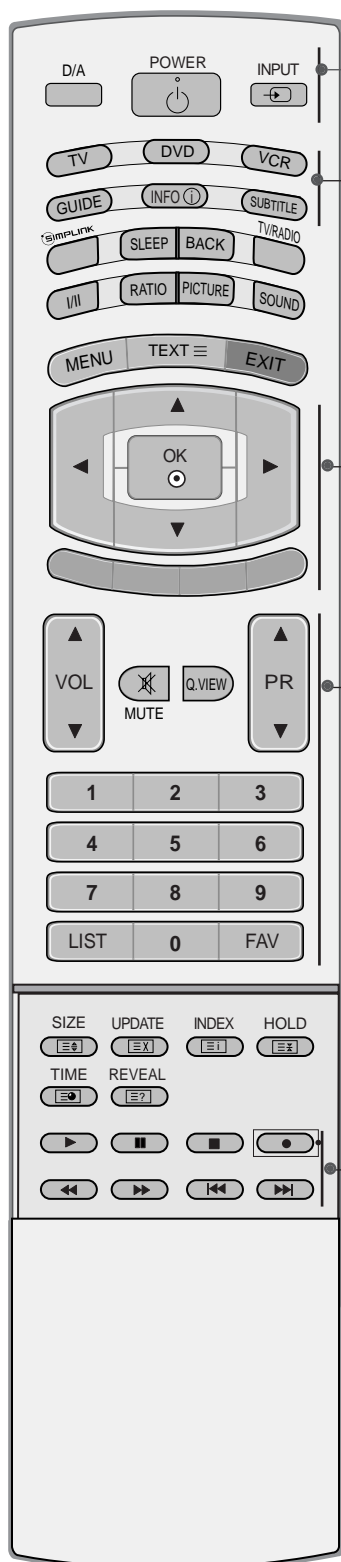 D/A POWER INPUT
TV DVD VCR
GUIDE INFO i SUBTITLE
SIMPLINK SLEEP BACK TV/RADIO
I/II RATIO PICTURE SOUND
MENU TEXT EXIT
OK
VOL PR
MUTE Q.VIEW
1 2 3
4 5 6
7 8 9
LIST 0 FAV
SIZE UPDATE INDEX HOLD
X i
TIME REVEAL
?